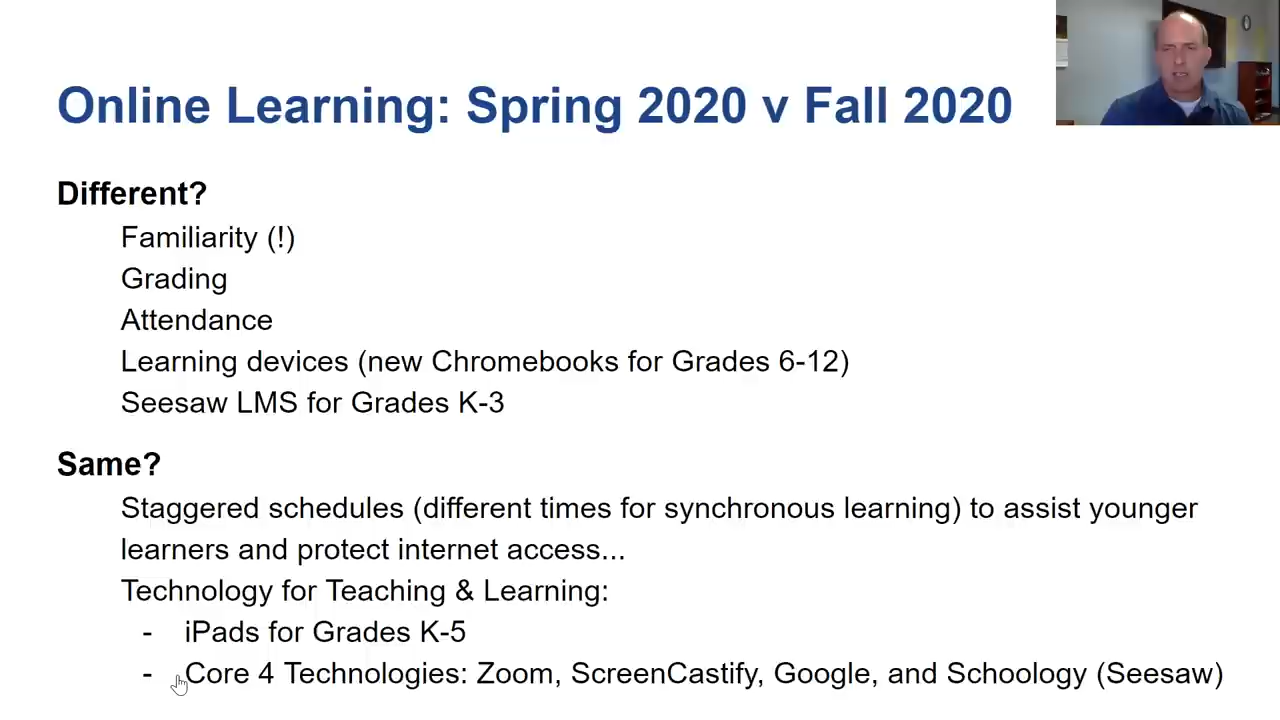 Online Learning: Spring 2020 v Fall 2020
Different?
Familiarity (!)
Grading
Attendance
Learning devices (new Chromebooks for Grades 6-12)
Seesaw LMS for Grades K-3
Same?
Staggered schedules (different times for synchronous learning) to assist younger
learners and protect internet access...
Technology for Teaching & Learning:
- iPads for Grades K-5
- Core 4 Technologies: Zoom, ScreenCastify, Google, and Schoology (Seesaw)